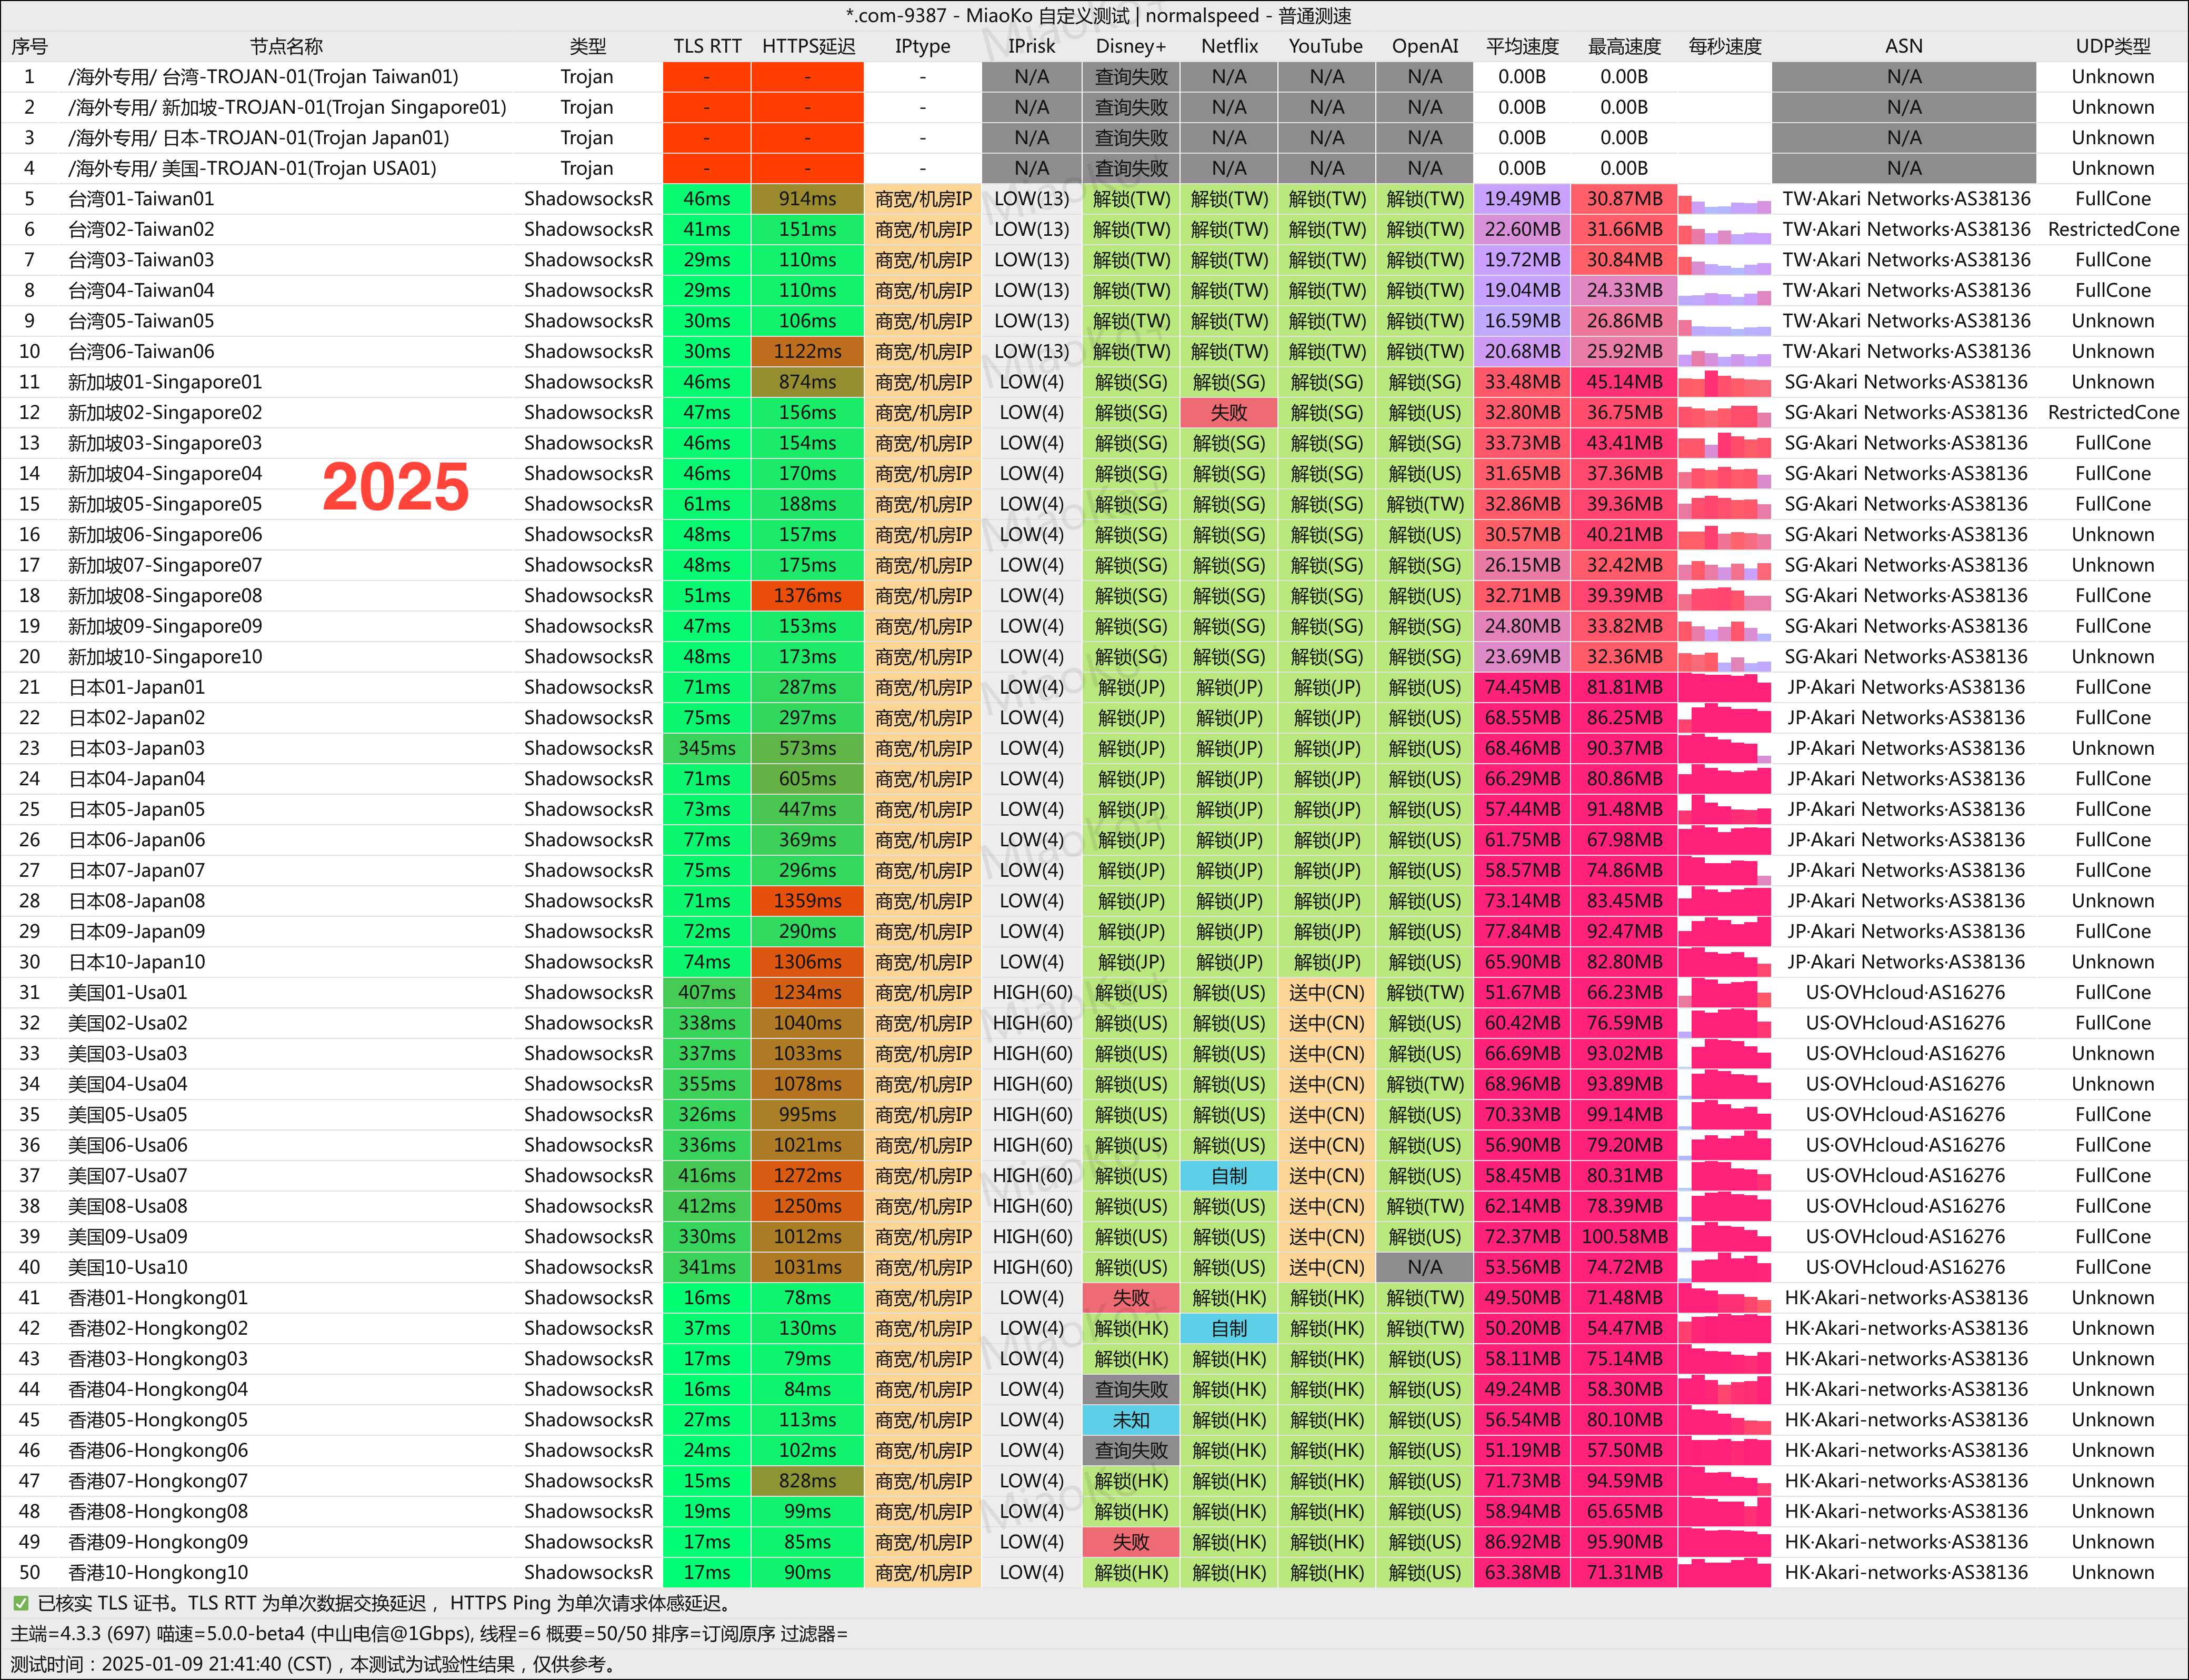 *.com-9387 - MiaoKo 自定义测试 | normalspeed - 普通测速
序号 节点名称 类型 TLS RTT HTTPS延迟 IPtype IPrisk Disney+ Netflix YouTube OpenAI 平均速度 最高速度 每秒速度 ASN UDP类型
1 /海外专用/ 台湾-TROJAN-01(Trojan Taiwan01) Trojan - - - N/A 查询失败 N/A N/A N/A 0.00B 0.00B N/A Unknown
2 /海外专用/ 新加坡-TROJAN-01(Trojan Singapore01) Trojan - - - N/A 查询失败 N/A N/A N/A 0.00B 0.00B N/A Unknown
3 /海外专用/ 日本-TROJAN-01(Trojan Japan01) Trojan - - - N/A 查询失败 N/A N/A N/A 0.00B 0.00B N/A Unknown
4 /海外专用/ 美国-TROJAN-01(Trojan USA01) Trojan - - - N/A 查询失败 N/A N/A N/A 0.00B 0.00B N/A Unknown
5 台湾01-Taiwan01 ShadowsocksR 46ms 914ms 商宽/机房IP LOW(13) 解锁(TW) 解锁(TW) 解锁(TW) 解锁(TW) 19.49MB 30.87MB TW·Akari Networks·AS38136 FullCone
6 台湾02-Taiwan02 ShadowsocksR 41ms 151ms 商宽/机房IP LOW(13) 解锁(TW) 解锁(TW) 解锁(TW) 解锁(TW) 22.60MB 31.66MB TW·Akari Networks·AS38136 RestrictedCone
7 台湾03-Taiwan03 ShadowsocksR 29ms 110ms 商宽/机房IP LOW(13) 解锁(TW) 解锁(TW) 解锁(TW) 解锁(TW) 19.72MB 30.84MB TW·Akari Networks·AS38136 FullCone
8 台湾04-Taiwan04 ShadowsocksR 29ms 110ms 商宽/机房IP LOW(13) 解锁(TW) 解锁(TW) 解锁(TW) 解锁(TW) 19.04MB 24.33MB TW·Akari Networks·AS38136 FullCone
9 台湾05-Taiwan05 ShadowsocksR 30ms 106ms 商宽/机房IP LOW(13) 解锁(TW) 解锁(TW) 解锁(TW) 解锁(TW) 16.59MB 26.86MB TW·Akari Networks·AS38136 Unknown
10 台湾06-Taiwan06 ShadowsocksR 30ms 1122ms 商宽/机房IP LOW(13) 解锁(TW) 解锁(TW) 解锁(TW) 解锁(TW) 20.68MB 25.92MB TW·Akari Networks·AS38136 Unknown
11 新加坡01-Singapore01 ShadowsocksR 46ms 874ms 商宽/机房IP LOW(4) 解锁(SG) 解锁(SG) 解锁(SG) 解锁(SG) 33.48MB 45.14MB SG·Akari Networks·AS38136 Unknown
12 新加坡02-Singapore02 ShadowsocksR 47ms 156ms 商宽/机房IP LOW(4) 解锁(SG) 失败 解锁(SG) 解锁(US) 32.80MB 36.75MB SG·Akari Networks·AS38136 RestrictedCone
13 新加坡03-Singapore03 ShadowsocksR 46ms 154ms 商宽/机房IP LOW(4) 解锁(SG) 解锁(SG) 解锁(SG) 解锁(SG) 33.73MB 43.41MB SG·Akari Networks·AS38136 FullCone
14 新加坡04-Singapore04 ShadowsocksR 46ms 170ms 商宽/机房IP LOW(4) 解锁(SG) 解锁(SG) 解锁(SG) 解锁(US) 31.65MB 37.36MB SG·Akari Networks·AS38136 FullCone
2025
15 新加坡05-Singapore05 ShadowsocksR 61ms 188ms 商宽/机房IP LOW(4) 解锁(SG) 解锁(SG) 解锁(SG) 解锁(TW) 32.86MB 39.36MB SG·Akari Networks·AS38136 FullCone
16 新加坡06-Singapore06 ShadowsocksR 48ms 157ms 商宽/机房IP LOW(4) 解锁(SG) 解锁(SG) 解锁(SG) 解锁(US) 30.57MB 40.21MB SG·Akari Networks·AS38136 Unknown
17 新加坡07-Singapore07 ShadowsocksR 48ms 175ms 商宽/机房IP LOW(4) 解锁(SG) 解锁(SG) 解锁(SG) 解锁(US) 26.15MB 32.42MB SG·Akari Networks·AS38136 Unknown
18 新加坡08-Singapore08 ShadowsocksR 51ms 1376ms 商宽/机房IP LOW(4) 解锁(SG) 解锁(SG) 解锁(SG) 解锁(US) 32.71MB 39.39MB SG·Akari Networks·AS38136 FullCone
19 新加坡09-Singapore09 ShadowsocksR 47ms 153ms 商宽/机房IP LOW(4) 解锁(SG) 解锁(SG) 解锁(SG) 解锁(SG) 24.80MB 33.82MB SG·Akari Networks·AS38136 FullCone
20 新加坡10-Singapore10 ShadowsocksR 48ms 173ms 商宽/机房IP LOW(4) 解锁(SG) 解锁(SG) 解锁(SG) 解锁(SG) 23.69MB 32.36MB SG·Akari Networks·AS38136 Unknown
21 日本01-Japan01 ShadowsocksR 71ms 287ms 商宽/机房IP LOW(4) 解锁(JP) 解锁(JP) 解锁(JP) 解锁(US) 74.45MB 81.81MB JP·Akari Networks·AS38136 FullCone
22 日本02-Japan02 ShadowsocksR 75ms 297ms 商宽/机房IP LOW(4) 解锁(JP) 解锁(JP) 解锁(JP) 解锁(US) 68.55MB 86.25MB JP·Akari Networks·AS38136 FullCone
23 日本03-Japan03 ShadowsocksR 345ms 573ms 商宽/机房IP LOW(4) 解锁(JP) 解锁(JP) 解锁(JP) 解锁(US) 68.46MB 90.37MB JP·Akari Networks·AS38136 Unknown
24 日本04-Japan04 ShadowsocksR 71ms 605ms 商宽/机房IP LOW(4) 解锁(JP) 解锁(JP) 解锁(JP) 解锁(US) 66.29MB 80.86MB JP·Akari Networks·AS38136 FullCone
25 日本05-Japan05 ShadowsocksR 73ms 447ms 商宽/机房IP LOW(4) 解锁(JP) 解锁(JP) 解锁(JP) 解锁(US) 57.44MB 91.48MB JP·Akari Networks·AS38136 FullCone
26 日本06-Japan06 ShadowsocksR 77ms 369ms 商宽/机房IP LOW(4) 解锁(JP) 解锁(JP) 解锁(JP) 解锁(US) 61.75MB 67.98MB JP·Akari Networks·AS38136 FullCone
27 日本07-Japan07 ShadowsocksR 75ms 296ms 商宽/机房IP LOW(4) 解锁(JP) 解锁(JP) 解锁(JP) 解锁(US) 58.57MB 74.86MB JP·Akari Networks·AS38136 FullCone
28 日本08-Japan08 ShadowsocksR 71ms 1359ms 商宽/机房IP LOW(4) 解锁(JP) 解锁(JP) 解锁(JP) 解锁(US) 73.14MB 83.45MB JP·Akari Networks·AS38136 Unknown
29 日本09-Japan09 ShadowsocksR 72ms 290ms 商宽/机房IP LOW(4) 解锁(JP) 解锁(JP) 解锁(JP) 解锁(US) 77.84MB 92.47MB JP·Akari Networks·AS38136 FullCone
30 日本10-Japan10 ShadowsocksR 74ms 1306ms 商宽/机房IP LOW(4) 解锁(JP) 解锁(JP) 解锁(JP) 解锁(US) 65.90MB 82.80MB JP·Akari Networks·AS38136 Unknown
31 美国01-Usa01 ShadowsocksR 407ms 1234ms 商宽/机房IP HIGH(60) 解锁(US) 解锁(US) 送中(CN) 解锁(TW) 51.67MB 66.23MB US·OVHcloud·AS16276 FullCone
32 美国02-Usa02 ShadowsocksR 338ms 1040ms 商宽/机房IP HIGH(60) 解锁(US) 解锁(US) 送中(CN) 解锁(US) 60.42MB 76.59MB US·OVHcloud·AS16276 FullCone
33 美国03-Usa03 ShadowsocksR 337ms 1033ms 商宽/机房IP HIGH(60) 解锁(US) 解锁(US) 送中(CN) 解锁(US) 66.69MB 93.02MB US·OVHcloud·AS16276 Unknown
34 美国04-Usa04 ShadowsocksR 355ms 1078ms 商宽/机房IP HIGH(60) 解锁(US) 解锁(US) 送中(CN) 解锁(TW) 68.96MB 93.89MB US·OVHcloud·AS16276 Unknown
35 美国05-Usa05 ShadowsocksR 326ms 995ms 商宽/机房IP HIGH(60) 解锁(US) 解锁(US) 送中(CN) 解锁(US) 70.33MB 99.14MB US·OVHcloud·AS16276 FullCone
36 美国06-Usa06 ShadowsocksR 336ms 1021ms 商宽/机房IP HIGH(60) 解锁(US) 解锁(US) 送中(CN) 解锁(US) 56.90MB 79.20MB US·OVHcloud·AS16276 FullCone
37 美国07-Usa07 ShadowsocksR 416ms 1272ms 商宽/机房IP HIGH(60) 解锁(US) 自制 送中(CN) 解锁(US) 58.45MB 80.31MB US·OVHcloud·AS16276 FullCone
38 美国08-Usa08 ShadowsocksR 412ms 1250ms 商宽/机房IP HIGH(60) 解锁(US) 解锁(US) 送中(CN) 解锁(TW) 62.14MB 78.39MB US·OVHcloud·AS16276 FullCone
39 美国09-Usa09 ShadowsocksR 330ms 1012ms 商宽/机房IP HIGH(60) 解锁(US) 解锁(US) 送中(CN) 解锁(US) 72.37MB 100.58MB US·OVHcloud·AS16276 FullCone
40 美国10-Usa10 ShadowsocksR 341ms 1031ms 商宽/机房IP HIGH(60) 解锁(US) 解锁(US) 送中(CN) N/A 53.56MB 74.72MB US·OVHcloud·AS16276 FullCone
41 香港01-Hongkong01 ShadowsocksR 16ms 78ms 商宽/机房IP LOW(4) 失败 解锁(HK) 解锁(HK) 解锁(TW) 49.50MB 71.48MB HK·Akari-networks·AS38136 Unknown
42 香港02-Hongkong02 ShadowsocksR 37ms 130ms 商宽/机房IP LOW(4) 解锁(HK) 自制 解锁(HK) 解锁(TW) 50.20MB 54.47MB HK·Akari-networks·AS38136 Unknown
43 香港03-Hongkong03 ShadowsocksR 17ms 79ms 商宽/机房IP LOW(4) 解锁(HK) 解锁(HK) 解锁(HK) 解锁(US) 58.11MB 75.14MB HK·Akari-networks·AS38136 Unknown
44 香港04-Hongkong04 ShadowsocksR 16ms 84ms 商宽/机房IP LOW(4) 查询失败 解锁(HK) 解锁(HK) 解锁(US) 49.24MB 58.30MB HK·Akari-networks·AS38136 Unknown
45 香港05-Hongkong05 ShadowsocksR 27ms 113ms 商宽/机房IP LOW(4) 未知 解锁(HK) 解锁(HK) 解锁(US) 56.54MB 80.10MB HK·Akari-networks·AS38136 Unknown
46 香港06-Hongkong06 ShadowsocksR 24ms 102ms 商宽/机房IP LOW(4) 查询失败 解锁(HK) 解锁(HK) 解锁(US) 51.19MB 57.50MB HK·Akari-networks·AS38136 Unknown
47 香港07-Hongkong07 ShadowsocksR 15ms 828ms 商宽/机房IP LOW(4) 解锁(HK) 解锁(HK) 解锁(HK) 解锁(US) 71.73MB 94.59MB HK·Akari-networks·AS38136 Unknown
48 香港08-Hongkong08 ShadowsocksR 19ms 99ms 商宽/机房IP LOW(4) 解锁(HK) 解锁(HK) 解锁(HK) 解锁(US) 58.94MB 65.65MB HK·Akari-networks·AS38136 Unknown
49 香港09-Hongkong09 ShadowsocksR 17ms 85ms 商宽/机房IP LOW(4) 失败 解锁(HK) 解锁(HK) 解锁(US) 86.92MB 95.90MB HK·Akari-networks·AS38136 Unknown
50 香港10-Hongkong10 ShadowsocksR 17ms 90ms 商宽/机房IP LOW(4) 解锁(HK) 解锁(HK) 解锁(HK) 解锁(US) 63.38MB 71.31MB HK·Akari-networks·AS38136 Unknown
✅ 已核实 TLS 证书。TLS RTT 为单次数据交换延迟，HTTPS Ping 为单次请求体感延迟。
主端=4.3.3 (697) 喵速=5.0.0-beta4 (中山电信@1Gbps), 线程=6 概要=50/50 排序=订阅原序 过滤器=
测试时间：2025-01-09 21:41:40 (CST)，本测试为试验性结果，仅供参考。